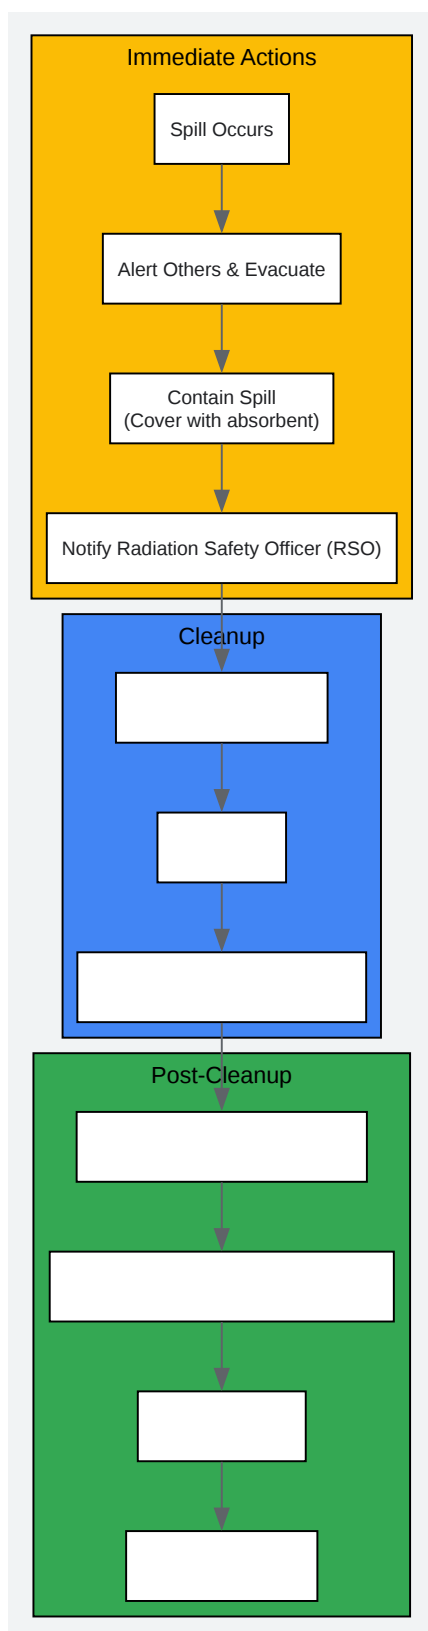 Immediate Actions
Spill Occurs
Alert Others & Evacuate
Contain Spill
(Cover with absorbent)
Notify Radiation Safety Officer (RSO)
Cleanup
Post-Cleanup